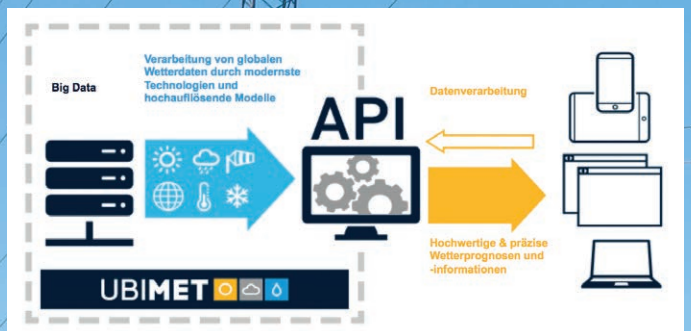 Big Data
Verarbeitung von globalen
Wetterdaten durch modernste
Technologien und
hochauflösende Modelle
API
Datenverarbeitung
Hochwertige & präzise
Wetterprognosen und
-informationen
UBIMET